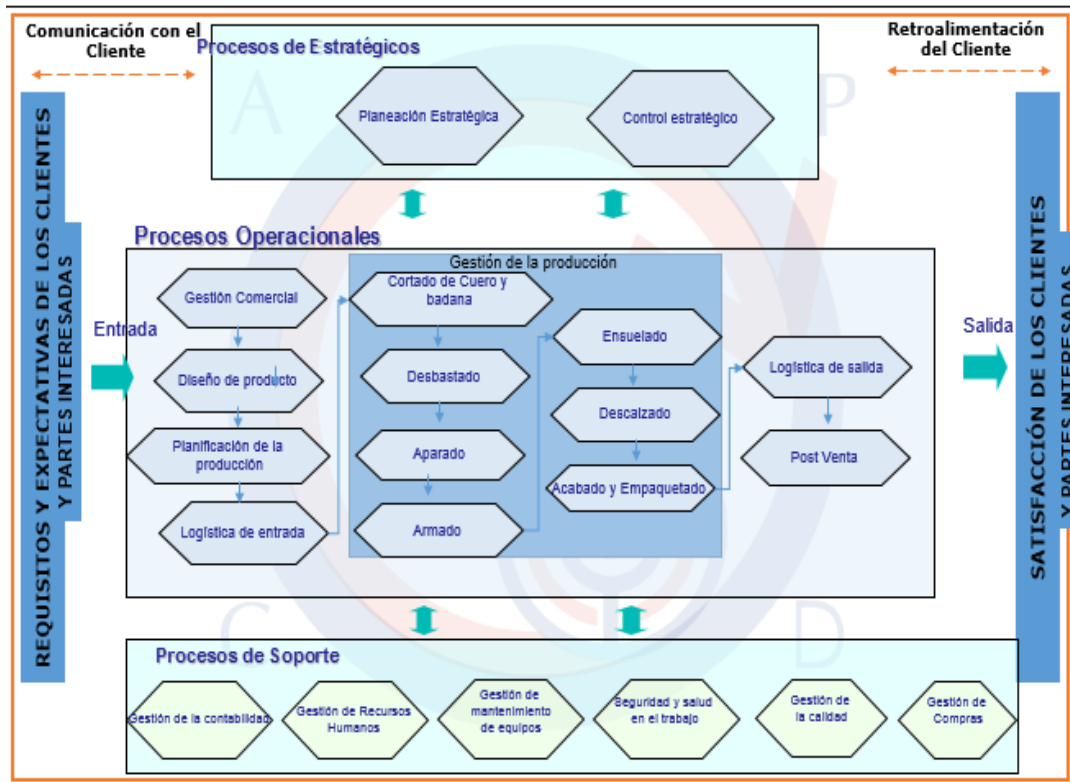 Comunicación con el
Cliente
Procesos de Estratégicos
Retroalimentación
del Cliente
Planeación Estratégica
Control estratégico
REQUISITOS Y EXPECTATIVAS DE LOS CLIENTES
Y PARTES INTERESADAS
Entrada
Procesos Operacionales
Gestión Comercial
Diseño de producto
Planificación de la
producción
Logística de entrada
Gestión de la producción
Cortado de Cuero y
badana
Desbastado
Aparado
Armado
Ensuelado
Descalzado
Acabado y Empaquetado
Logística de salida
Post Venta
Salida
SATISFACCIÓN DE LOS CLIENTES
Y PARTES INTERESADAS
Procesos de Soporte
Gestión de la contabilidad
Gestión de Recursos
Humanos
Gestión de
mantenimiento
de equipos
Seguridad y salud
en el trabajo
Gestión de
la calidad
Gestión de
Compras
A
P
C
D